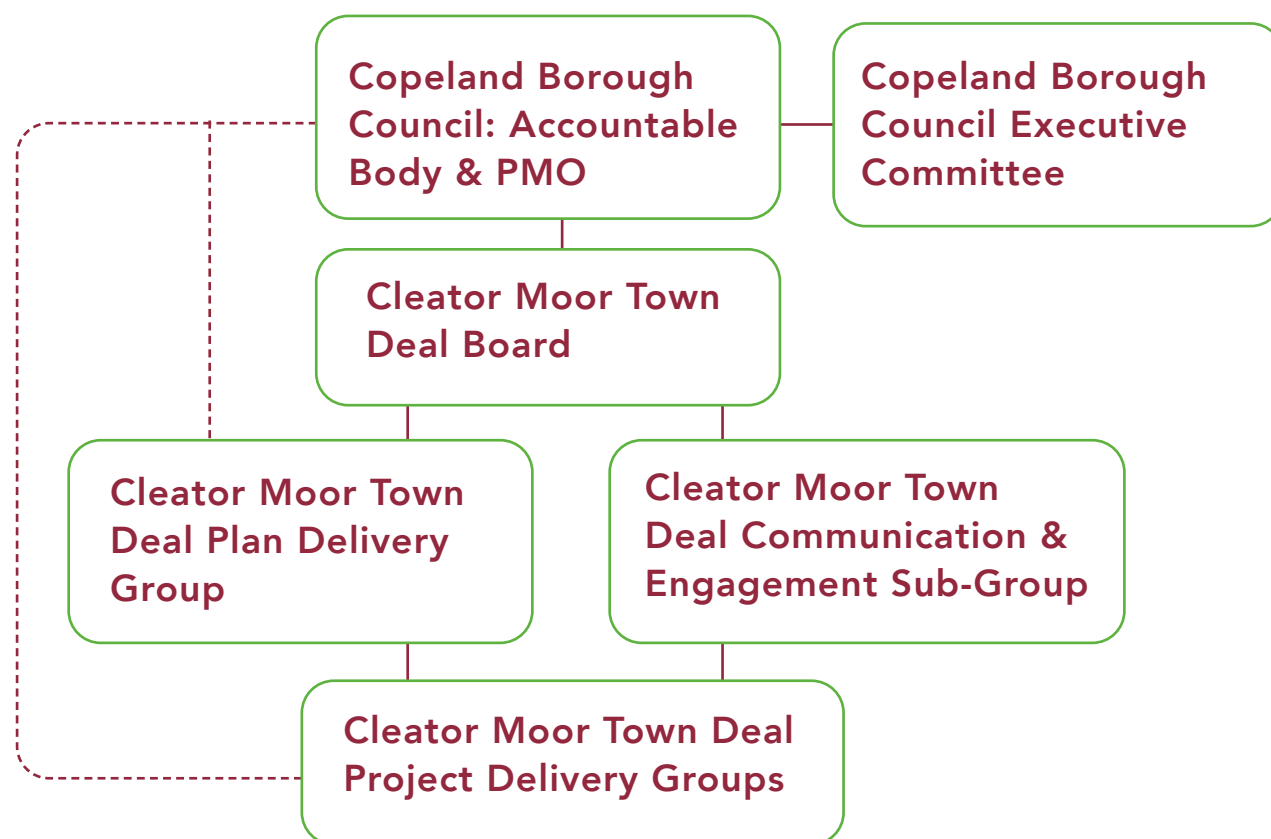 Copeland Borough
Council: Accountable
Body & PMO
Copeland Borough
Council Executive
Committee
Cleator Moor Town
Deal Board
Cleator Moor Town
Deal Plan Delivery
Group
Cleator Moor Town
Deal Communication &
Engagement Sub-Group
Cleator Moor Town Deal
Project Delivery Groups